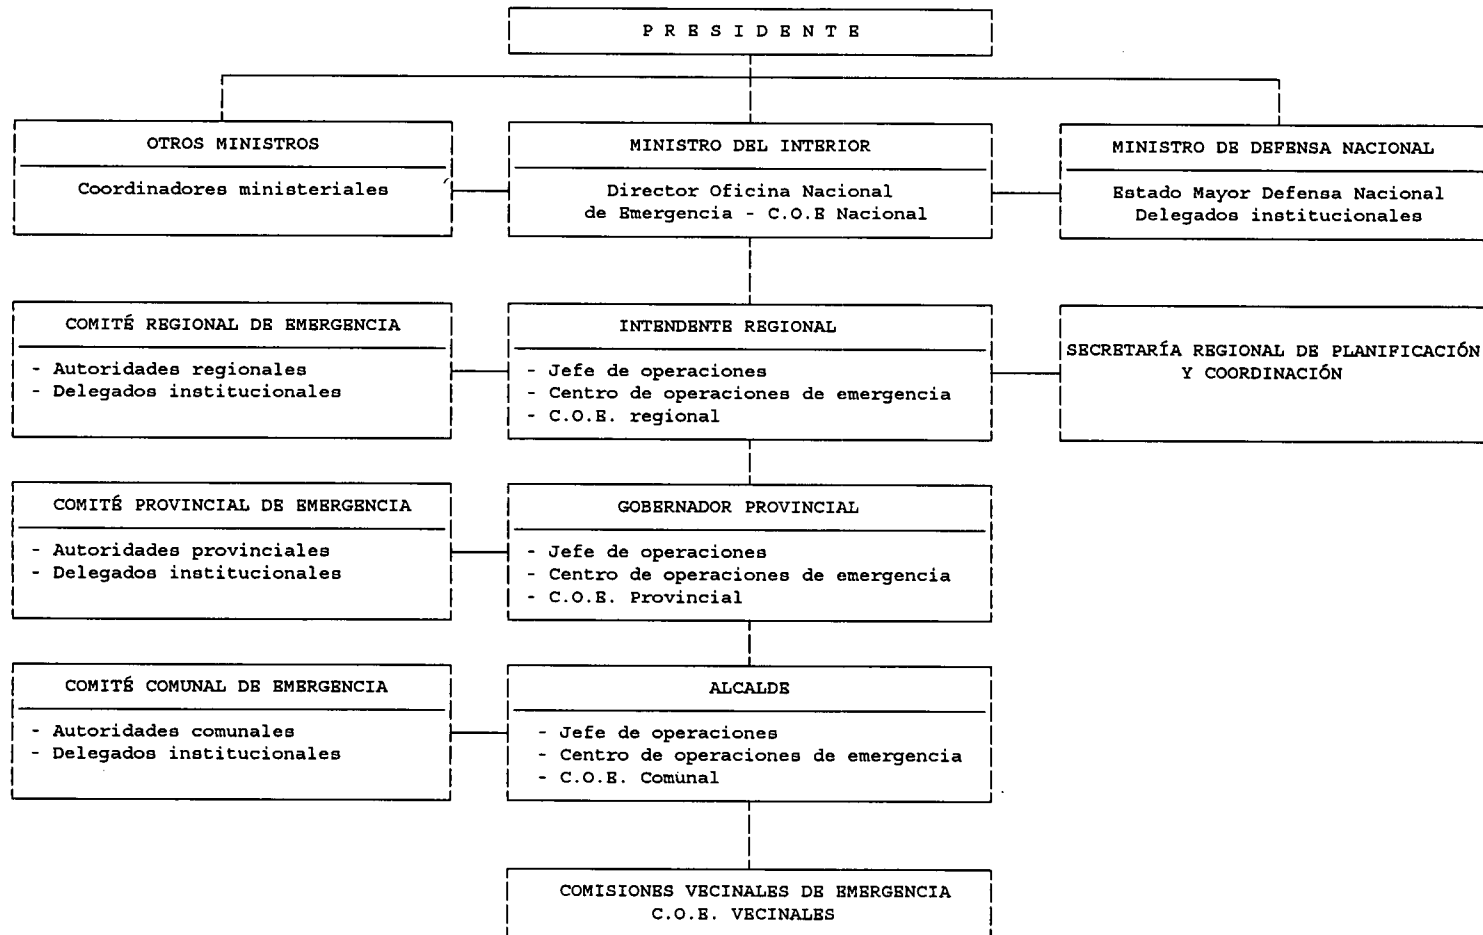 P R E S I D E N T E
OTROS MINISTROS
Coordinadores ministeriales
MINISTRO DEL INTERIOR
Director Oficina Nacional
de Emergencia - C.O.E Nacional
MINISTRO DE DEFENSA NACIONAL
Estado Mayor Defensa Nacional
Delegados institucionales
COMITÉ REGIONAL DE EMERGENCIA
- Autoridades regionales
- Delegados institucionales
INTENDENTE REGIONAL
- Jefe de operaciones
- Centro de operaciones de emergencia
- C.O.E. regional
SECRETARÍA REGIONAL DE PLANIFICACIÓN
Y COORDINACIÓN
COMITÉ PROVINCIAL DE EMERGENCIA
- Autoridades provinciales
- Delegados institucionales
GOBERNADOR PROVINCIAL
- Jefe de operaciones
- Centro de operaciones de emergencia
- C.O.E. Provincial
COMITÉ COMUNAL DE EMERGENCIA
- Autoridades comunales
- Delegados institucionales
ALCALDE
- Jefe de operaciones
- Centro de operaciones de emergencia
- C.O.E. Comunal
COMISIONES VECINALES DE EMERGENCIA
C.O.E. VECINALES